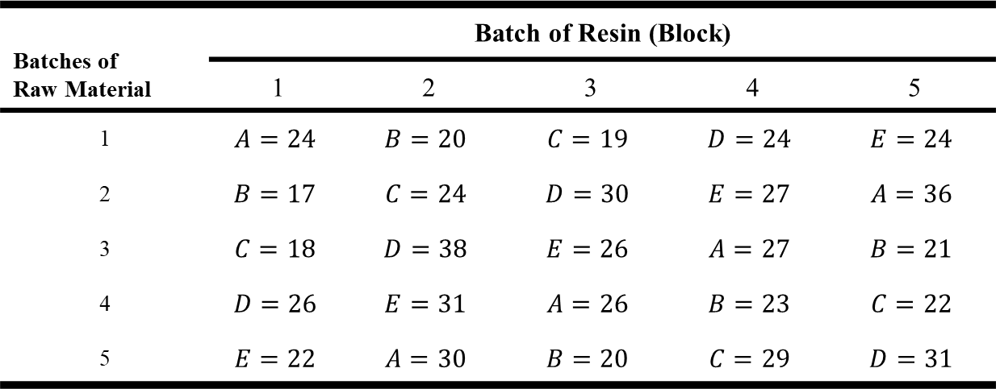 Batch of Resin (Block)
Batches of
Raw Material
1 2 3 4 5
1 A = 24 B = 20 C = 19 D = 24 E = 24
2 B = 17 C = 24 D = 30 E = 27 A = 36
3 C = 18 D = 38 E = 26 A = 27 B = 21
4 D = 26 E = 31 A = 26 B = 23 C = 22
5 E = 22 A = 30 B = 20 C = 29 D = 31